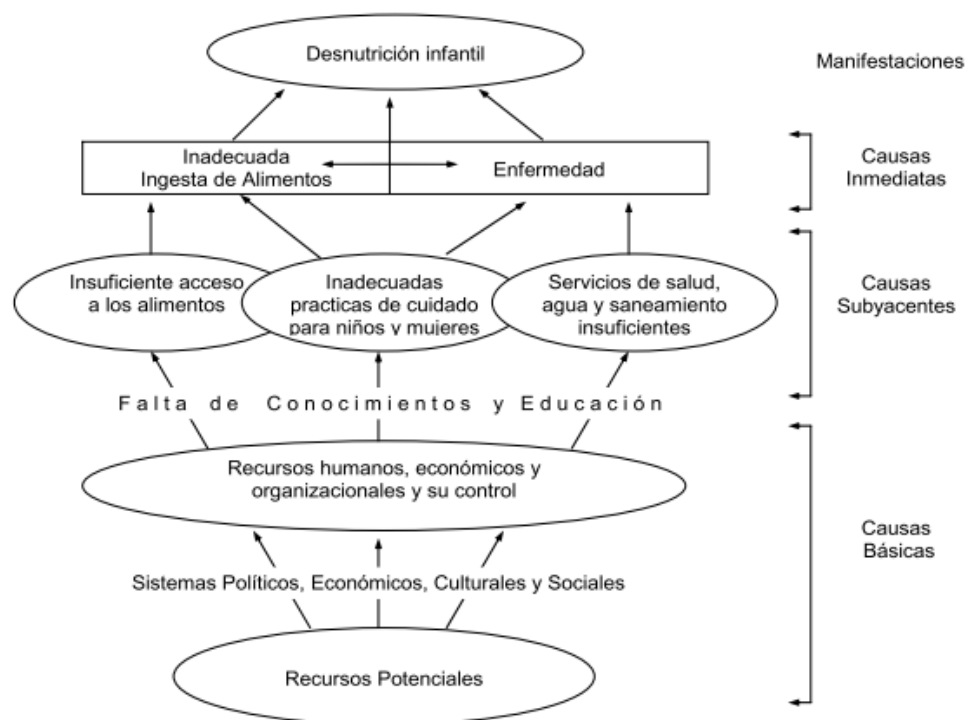 Desnutrición infantil
Manifestaciones
Inadecuada
Ingesta de Alimentos
Enfermedad
Causas
Inmediatas
Insuficiente acceso
a los alimentos
Inadecuadas
practicas de cuidado
para niños y mujeres
Servicios de salud,
agua y saneamiento
insuficientes
Causas
Subyacentes
Falta de Conocimientos y Educación
Recursos humanos, económicos y
organizacionales y su control
Causas
Básicas
Sistemas Políticos, Económicos, Culturales y Sociales
Recursos Potenciales